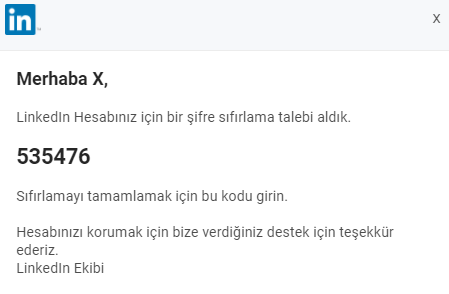 in
X
Merhaba X,
LinkedIn Hesabınız için bir şifre sıfırlama talebi aldık.
535476
Sıfırlamayı tamamlamak için bu kodu girin.
Hesabınızı korumak için bize verdiğiniz destek için teşekkür
ederiz.
LinkedIn Ekibi